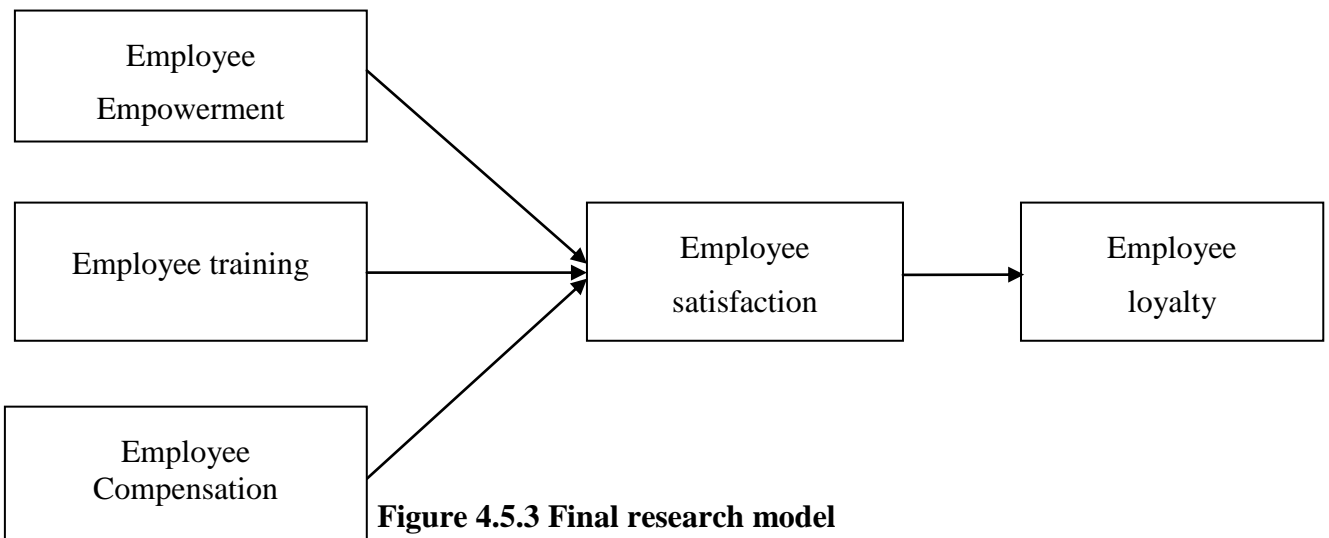 Employee
Empowerment
Employee training
Employee
satisfaction
Employee
loyalty
Employee
Compensation
Figure 4.5.3 Final research model